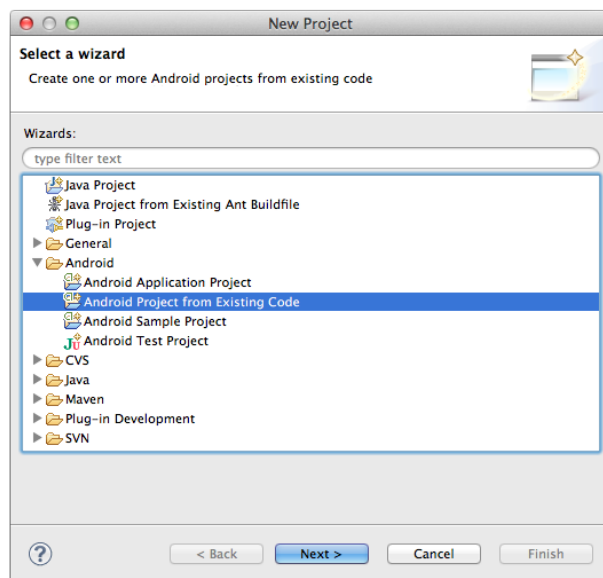 New Project
Select a wizard
Create one or more Android projects from existing code
Wizards:
type filter text
Java Project
Java Project from Existing Ant Buildfile
Plug-in Project
General
Android
Android Application Project
Android Project from Existing Code
Android Sample Project
Android Test Project
CVS
Java
Maven
Plug-in Development
SVN
? < Back Next > Cancel Finish